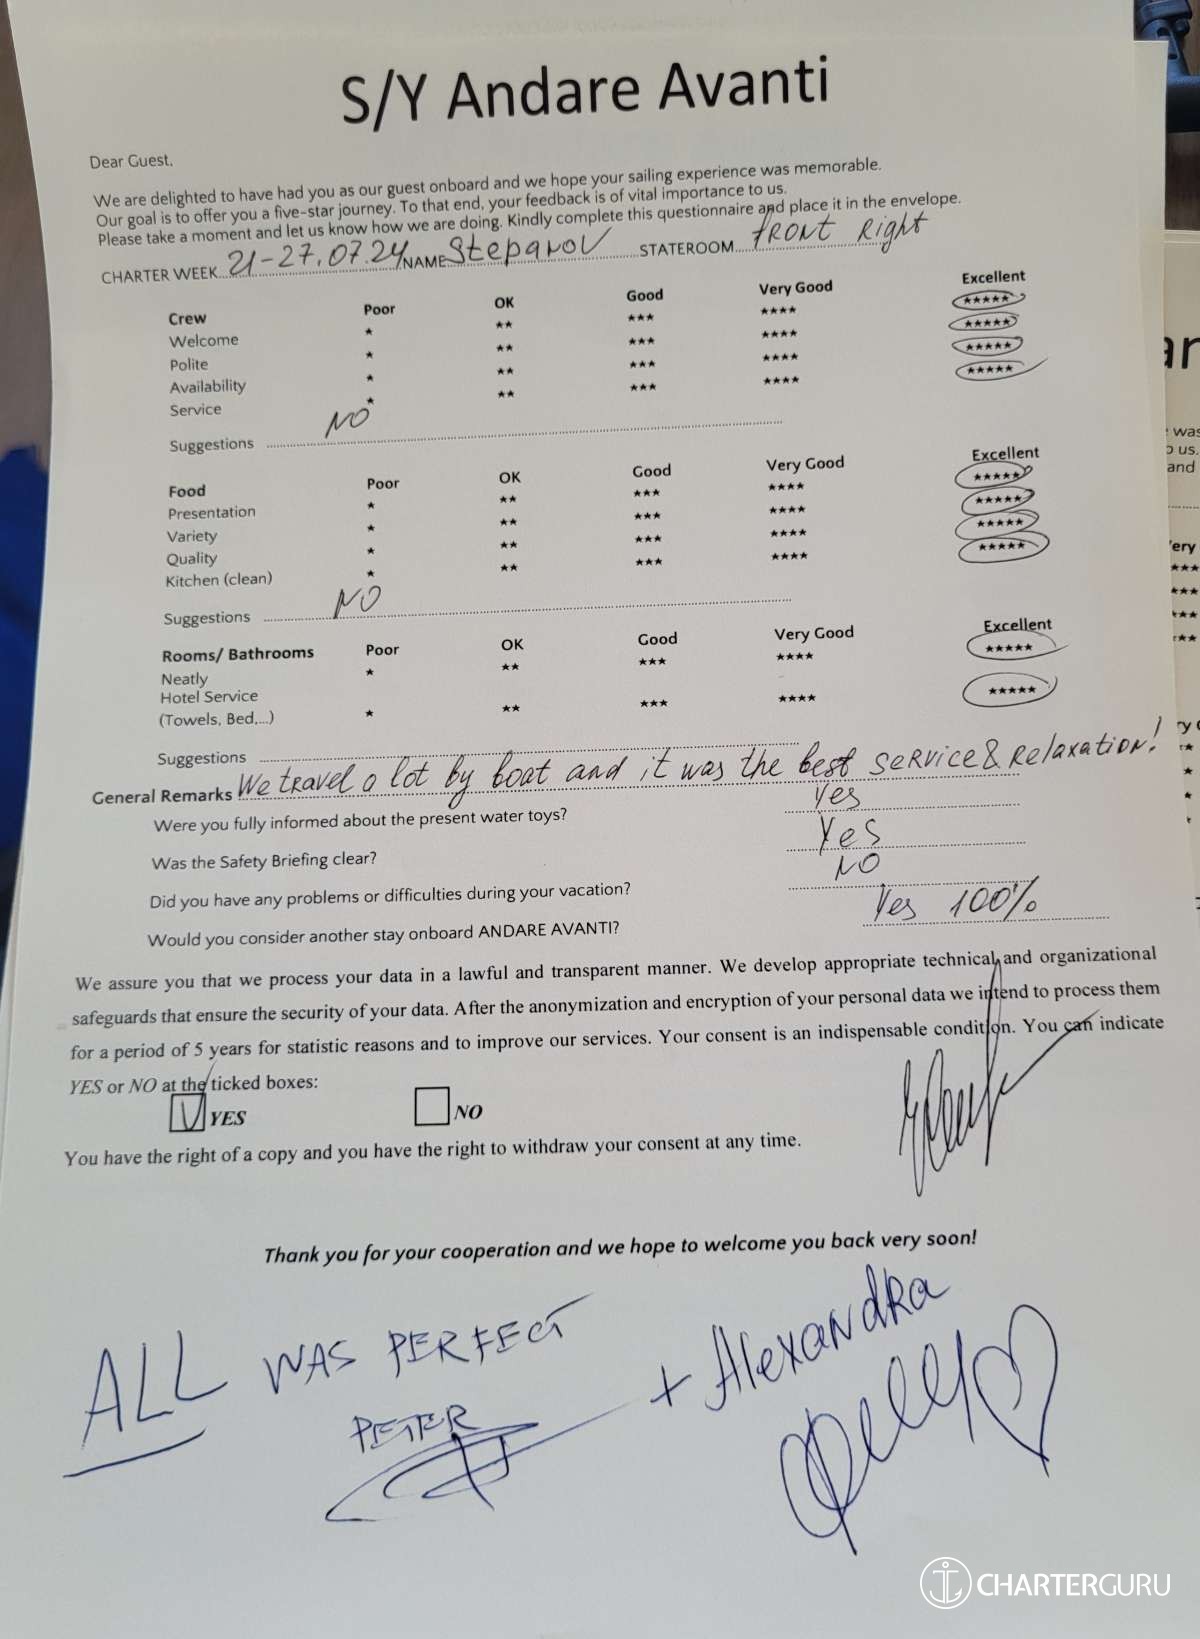 S/Y Andare Avanti
Dear Guest,
We are delighted to have had you as our guest onboard and we hope your sailing experience was memorable.
Our goal is to offer you a five-star journey. To that end, your feedback is of vital importance to us.
Please take a moment and let us know how we are doing. Kindly complete this questionnaire and place it in the envelope.
CHARTER WEEK 21-27.07.24 NAME Stepanov STATEROOM FRONT Right
Crew Poor OK Good Very Good Excellent
Welcome * ** *** **** *****
Polite * ** *** **** *****
Availability * ** *** **** *****
Service * ** *** **** *****
Suggestions NO
Food Poor OK Good Very Good Excellent
Presentation * ** *** **** *****
Variety * ** *** **** *****
Quality * ** *** **** *****
Kitchen (clean) * ** *** **** *****
Suggestions NO
Rooms/ Bathrooms Poor OK Good Very Good Excellent
Neatly * ** *** **** *****
Hotel Service
(Towels, Bed,...) * ** *** **** *****
Suggestions
General Remarks We travel a lot by boat and it was the best service & Relaxation!
Were you fully informed about the present water toys? Yes
Was the Safety Briefing clear? Yes
Did you have any problems or difficulties during your vacation? NO
Would you consider another stay onboard ANDARE AVANTI? Yes 100%
We assure you that we process your data in a lawful and transparent manner. We develop appropriate technical and organizational
safeguards that ensure the security of your data. After the anonymization and encryption of your personal data we intend to process them
for a period of 5 years for statistic reasons and to improve our services. Your consent is an indispensable condition. You can indicate
YES or NO at the ticked boxes:
YES NO
You have the right of a copy and you have the right to withdraw your consent at any time.
Thank you for your cooperation and we hope to welcome you back very soon!
ALL WAS PERFECT
PETER
+ Alexandra
CHARTERGURU